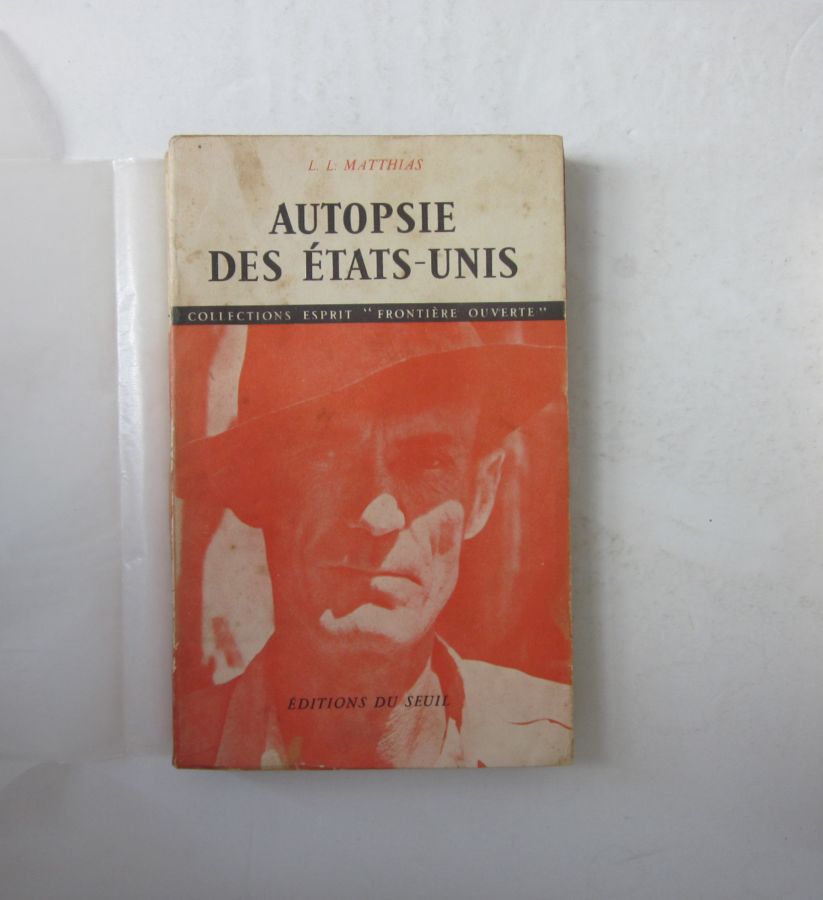 L. L. MATTHIAS
AUTOPSIE
DES ÉTATS-UNIS
COLLECTIONS ESPRIT "FRONTIÈRE OUVERTE"
ÉDITIONS DU SEUIL